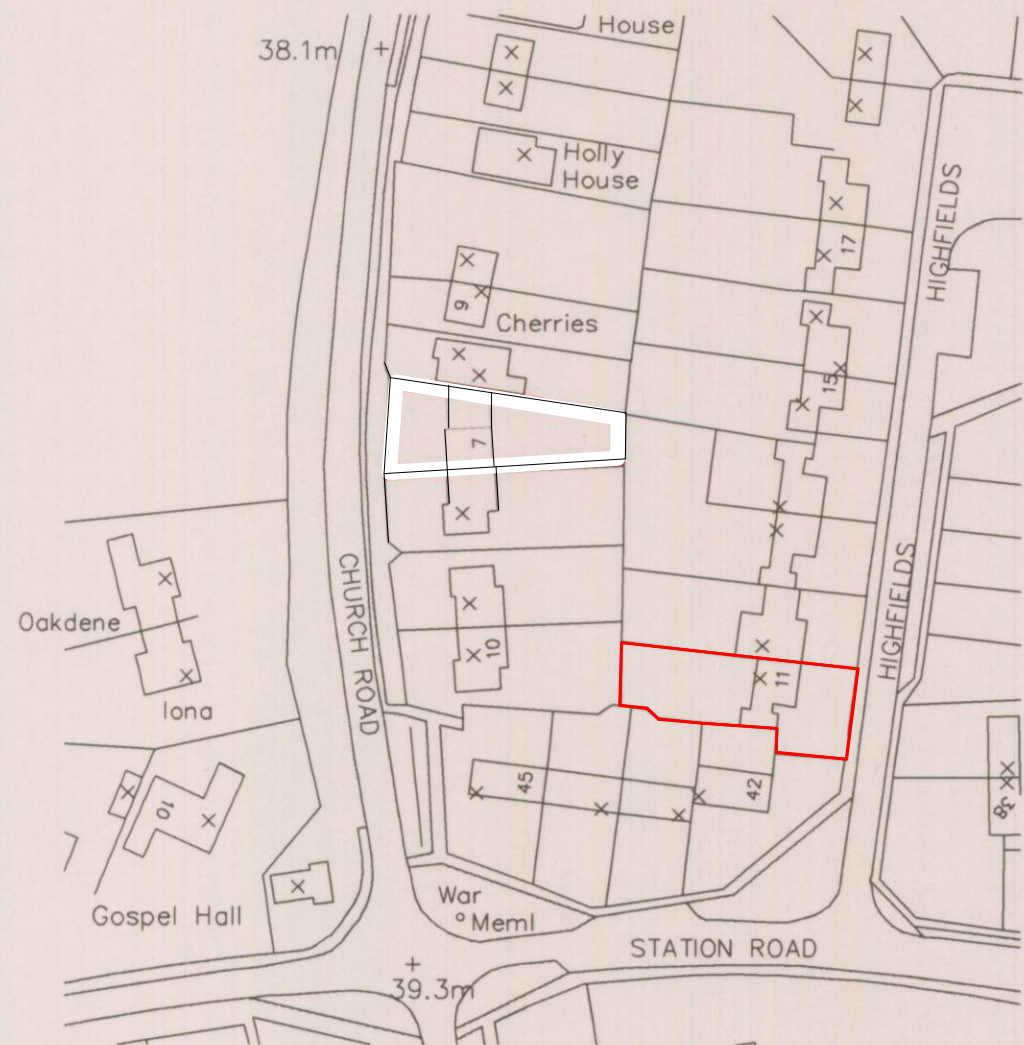 House
38.1m
Holly
House
HIGHFIELDS
17
9
Cherries
15
7
CHURCH ROAD
HIGHFIELDS
Oakdene
10
11
Iona
45
42
10
38
War
Meml
Gospel Hall
STATION ROAD
39.3m